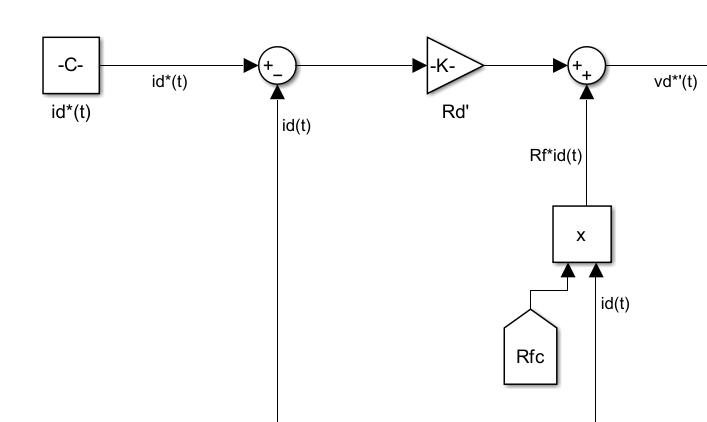 -C-
id*(t)
id*(t)
+
−
id(t)
-K-
Rd'
+
+
vd*'(t)
Rf*id(t)
x
id(t)
Rfc